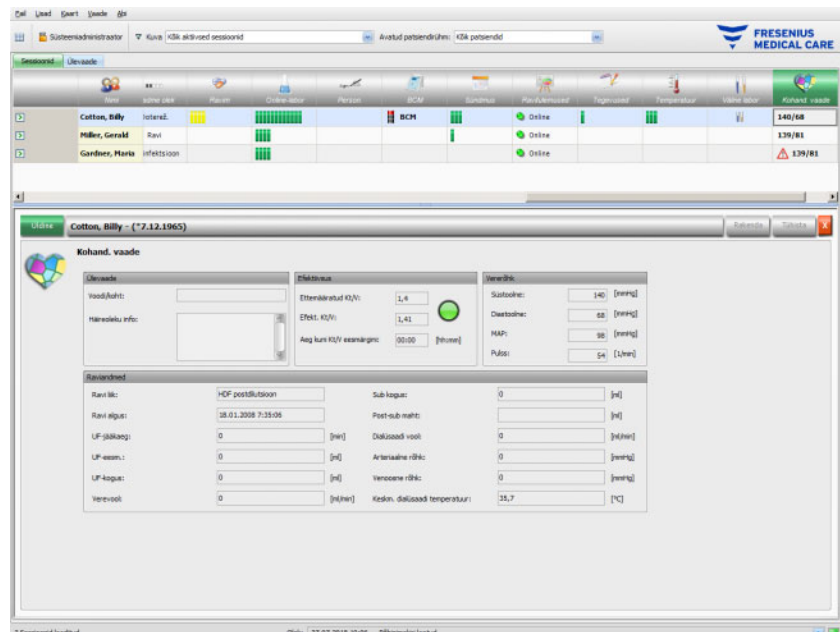 Fail Lisad Kaart Vaade Abi
Süsteemiadministraator Kuva Kõik aktiivsed sessioonid Avatud patsiendirühm: Kõik patsiendid
FRESENIUS
MEDICAL CARE
Sessioonid Ülevaade
Nimi Raviinfi Online-labor Person BCM Sündmus Ravitulemused Tegevused Temperatuur Väline labor Kohand. vaade
Cotton, Billy BCM Online 140/68
Miller, Gerald Ravi Online 139/81
Gardner, Maria Online 139/81
Üldine Cotton, Billy - (*7.12.1965) Rakenda Tühista X
Kohand. vaade
Ülevaade Efektiivsus Vererõhk
Voodi/koht: Ettemääratud Kt/V: 1,4 Süstoolne: 140 [mmHg]
Häireoleku info: Efekt. Kt/V: 1,41 Diastoolne: 68 [mmHg]
Aeg kuni Kt/V eesmärgini: 00:00 [hh:mm] MAP: 98 [mmHg]
Pulss: 54 [1/min]
Raviandmed
Ravi liik: HDF postdilutsioon Sub kogus: 0 [ml]
Ravi algus: 18.01.2008 7:35:06 Post-sub maht: [ml]
UF-jääkaeg: 0 [min] Dialüsaadi vool: 0 [ml/min]
UF-eesm.: 0 [ml] Arteriaalne rõhk: 0 [mmHg]
UF-kogus: 0 [ml] Venoosne rõhk: 0 [mmHg]
Verevool: 0 [ml/min] Keskm. dialüsaadi temperatuur: 35,7 [°C]